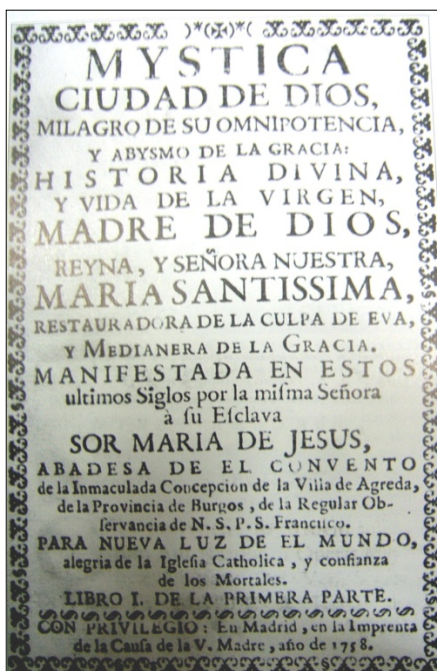 MYSTICA
CIUDAD DE DIOS,
MILAGRO DE SU OMNIPOTENCIA,
Y ABYSMO DE LA GRACIA:
HISTORIA DIVINA,
Y VIDA DE LA VIRGEN,
MADRE DE DIOS,
REYNA, Y SEÑORA NUESTRA,
MARIA SANTISSIMA,
RESTAURADORA DE LA CULPA DE EVA,
Y MEDIANERA DE LA GRACIA.
MANIFESTADA EN ESTOS
ultimos Siglos por la miſma Señora
à ſu Eſclava
SOR MARIA DE JESUS,
ABADESA DE EL CONVENTO
de la Inmaculada Concepcion de la Villa de Agreda,
de la Provincia de Burgos, de la Regular Ob-
ſervancia de N. S. P. S. Franciſco.
PARA NUEVA LUZ DE EL MUNDO,
alegria de la Igleſia Catholica, y confianza
de los Mortales.
LIBRO I. DE LA PRIMERA PARTE.
CON PRIVILEGIO: En Madrid, en la Imprenta
de la Cauſa de la V. Madre, año de 1758.